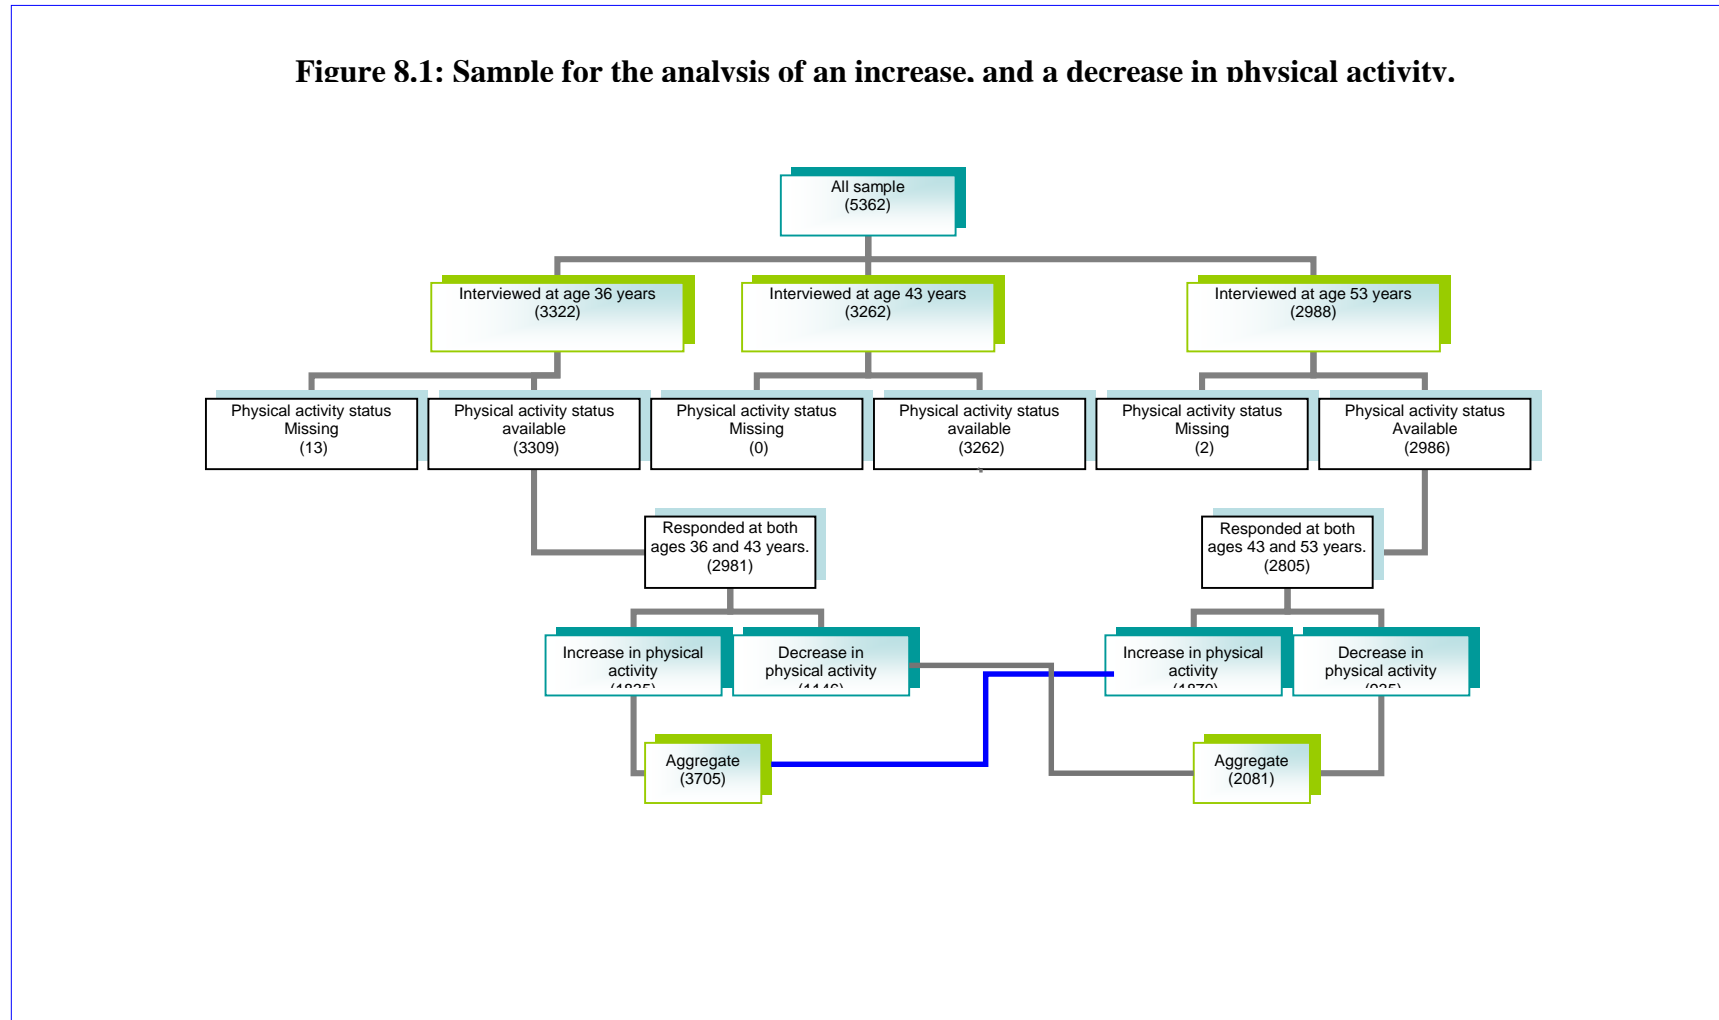 Figure 8.1: Sample for the analysis of an increase, and a decrease in physical activity.
All sample
(5362)
Interviewed at age 36 years
(3322)
Interviewed at age 43 years
(3262)
Interviewed at age 53 years
(2988)
Physical activity status
Missing
(13)
Physical activity status
available
(3309)
Physical activity status
Missing
(0)
Physical activity status
available
(3262)
Physical activity status
Missing
(2)
Physical activity status
Available
(2986)
Responded at both
ages 36 and 43 years.
(2981)
Responded at both
ages 43 and 53 years.
(2805)
Increase in physical
activity
(1835)
Decrease in
physical activity
(1146)
Increase in physical
activity
(1870)
Decrease in
physical activity
(935)
Aggregate
(3705)
Aggregate
(2081)